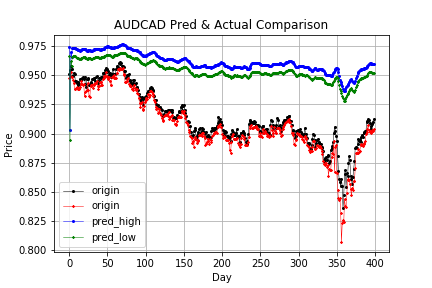 AUDCAD Pred & Actual Comparison
0.975
0.950
0.925
0.900
0.875
0.850
0.825
0.800
Price
origin
origin
pred_high
pred_low
0 50 100 150 200 250 300 350 400
Day